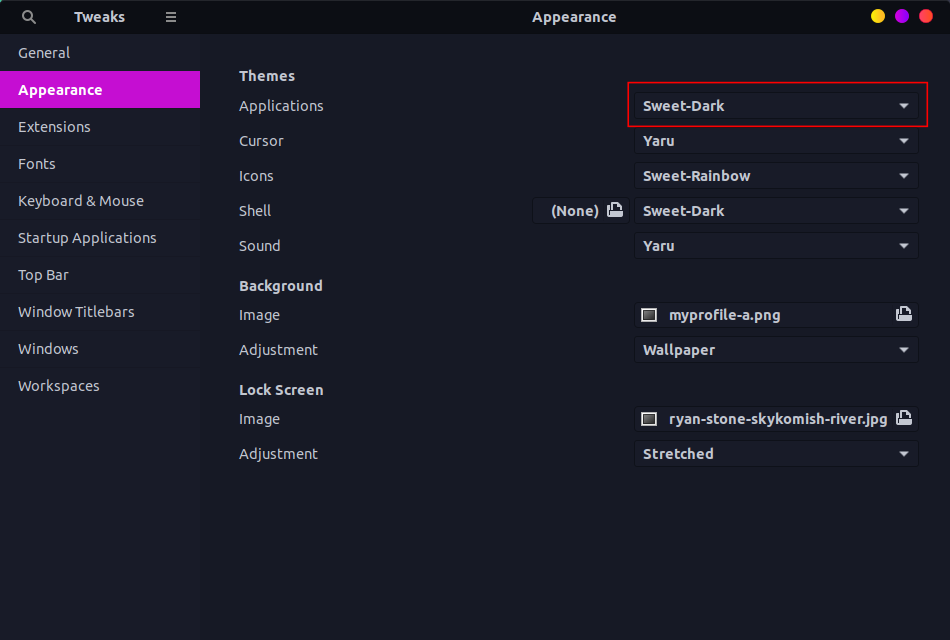 Tweaks
Appearance
General
Appearance
Extensions
Fonts
Keyboard & Mouse
Startup Applications
Top Bar
Window Titlebars
Windows
Workspaces
Themes
Applications Sweet-Dark
Cursor Yaru
Icons Sweet-Rainbow
Shell (None) Sweet-Dark
Sound Yaru
Background
Image myprofile-a.png
Adjustment Wallpaper
Lock Screen
Image ryan-stone-skykomish-river.jpg
Adjustment Stretched